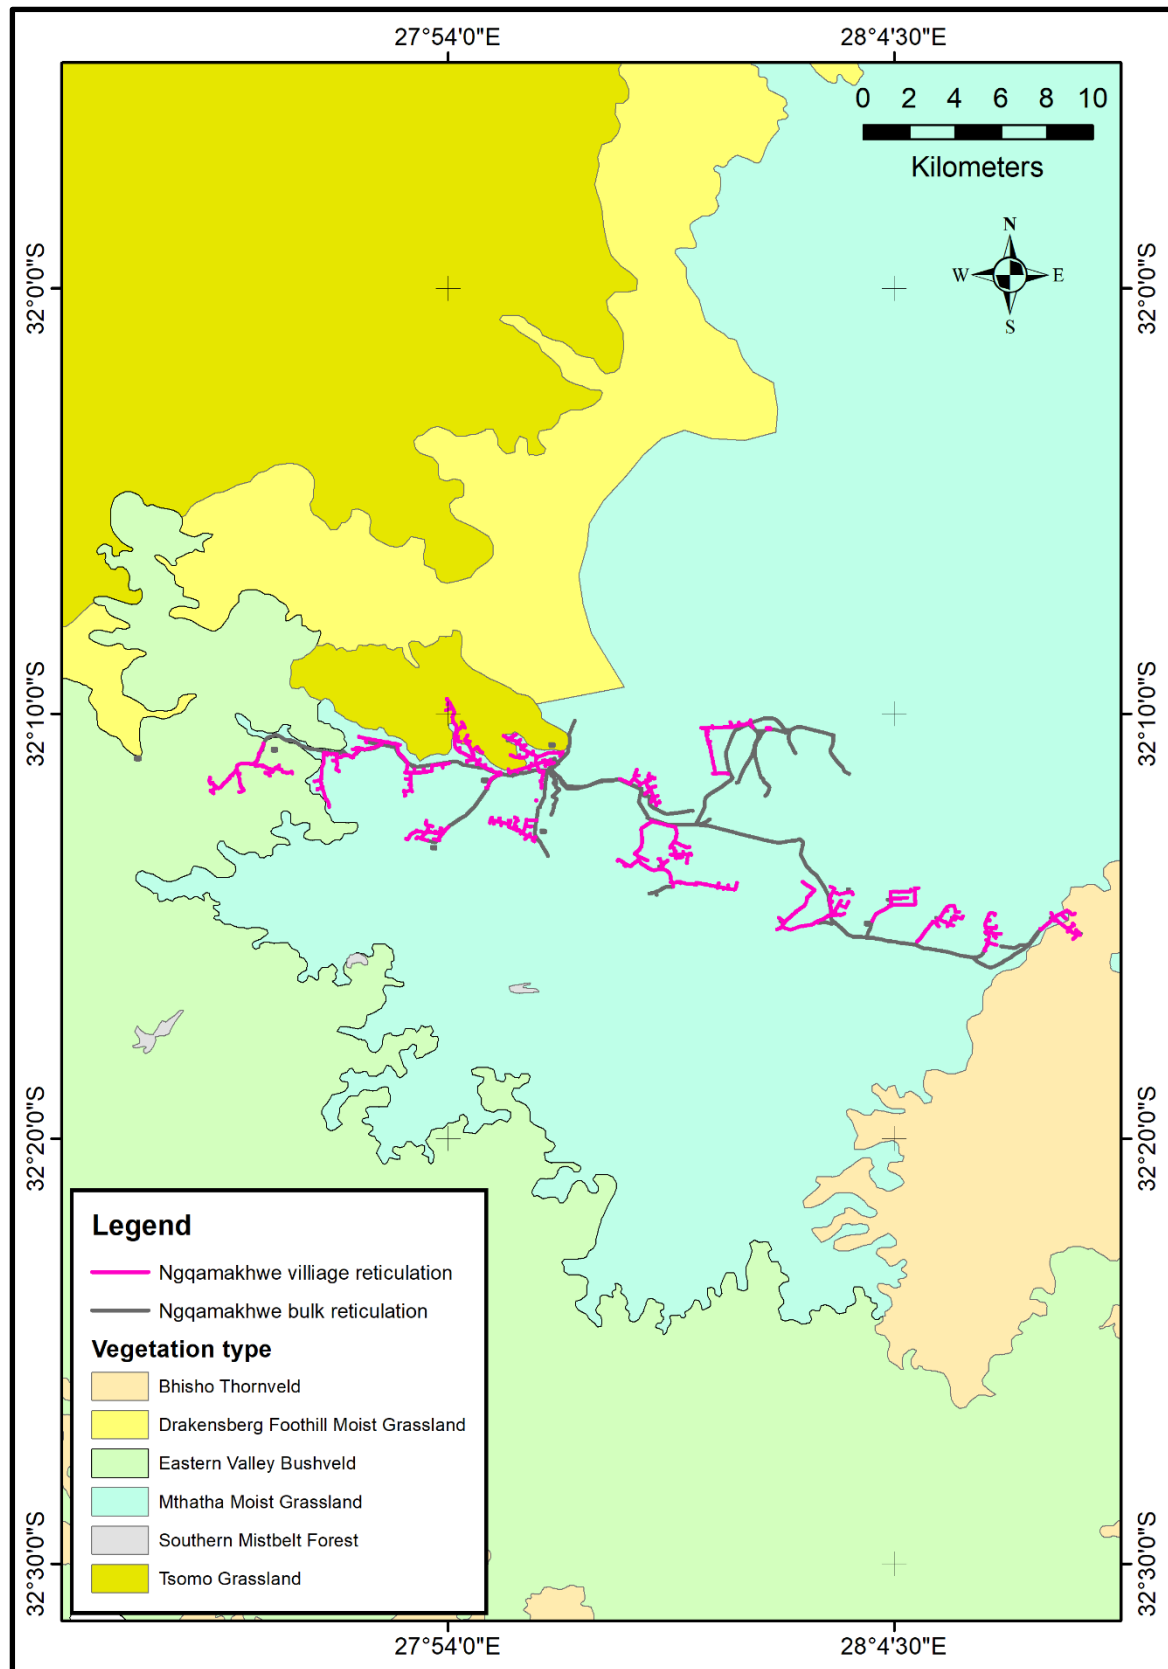 27°54'0"E 28°4'30"E
0 2 4 6 8 10
Kilometers
N
W E
S
32°0'0"S 32°0'0"S
32°10'0"S 32°10'0"S
32°20'0"S 32°20'0"S
Legend
Ngqamakhwe villiage reticulation
Ngqamakhwe bulk reticulation
Vegetation type
Bhisho Thornveld
Drakensberg Foothill Moist Grassland
Eastern Valley Bushveld
Mthatha Moist Grassland
Southern Mistbelt Forest
Tsomo Grassland
32°30'0"S 32°30'0"S
27°54'0"E 28°4'30"E